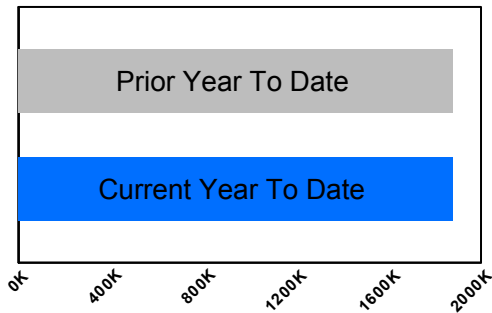 Prior Year To Date
Current Year To Date
0K
400K
800K
1200K
1600K
2000K